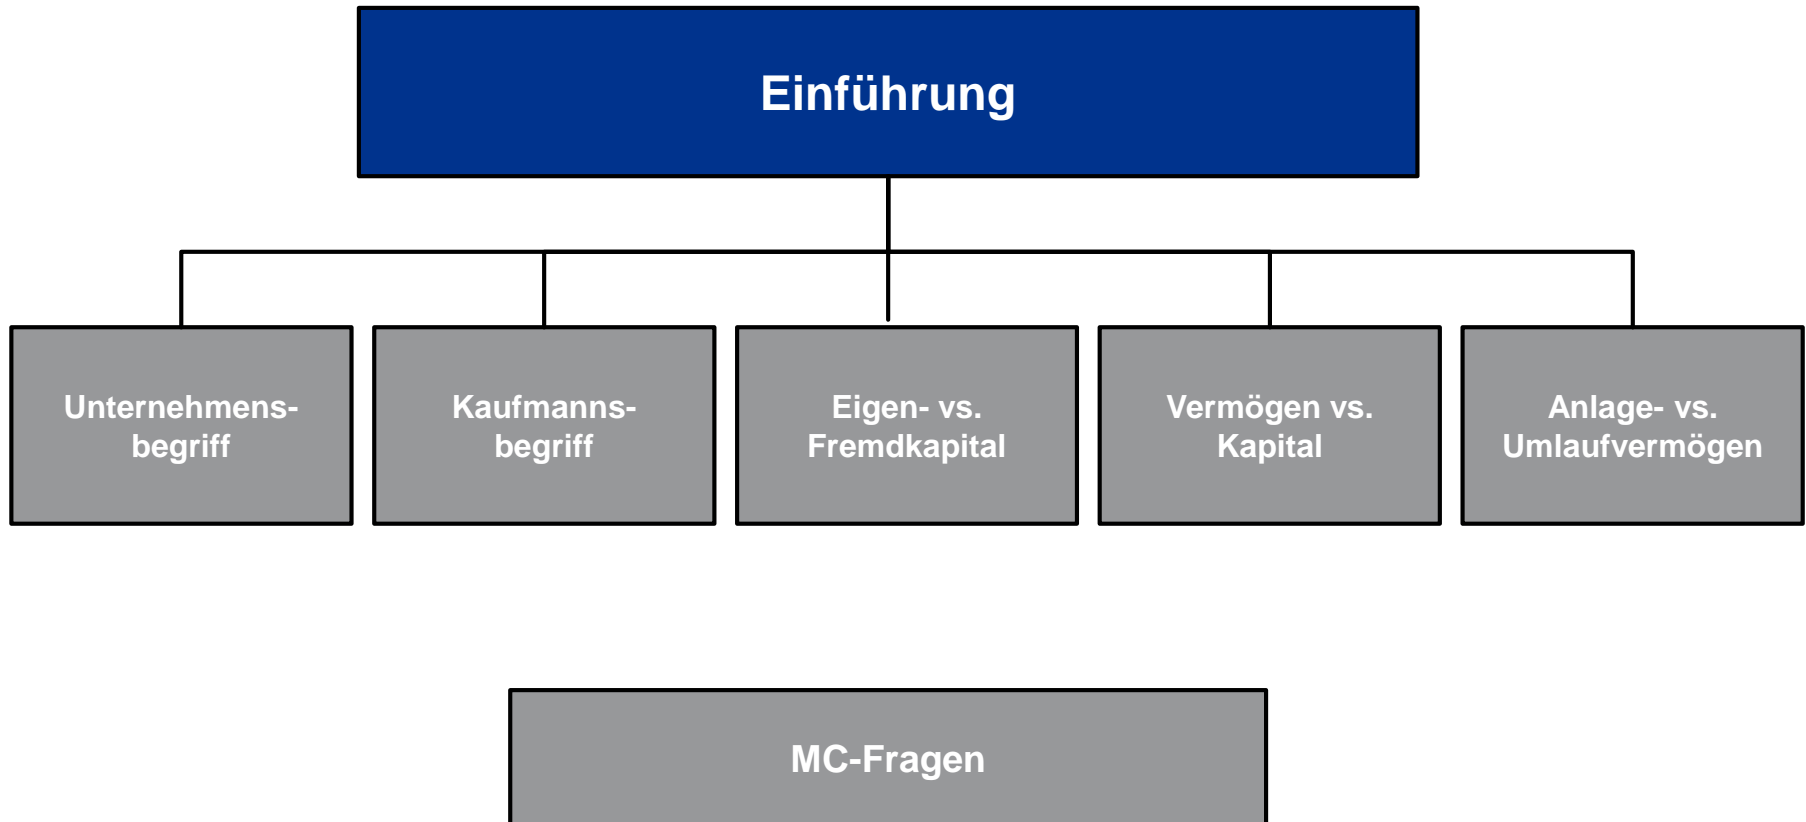 Einführung
Unternehmens-
begriff
Kaufmanns-
begriff
Eigen- vs.
Fremdkapital
Vermögen vs.
Kapital
Anlage- vs.
Umlaufvermögen
MC-Fragen